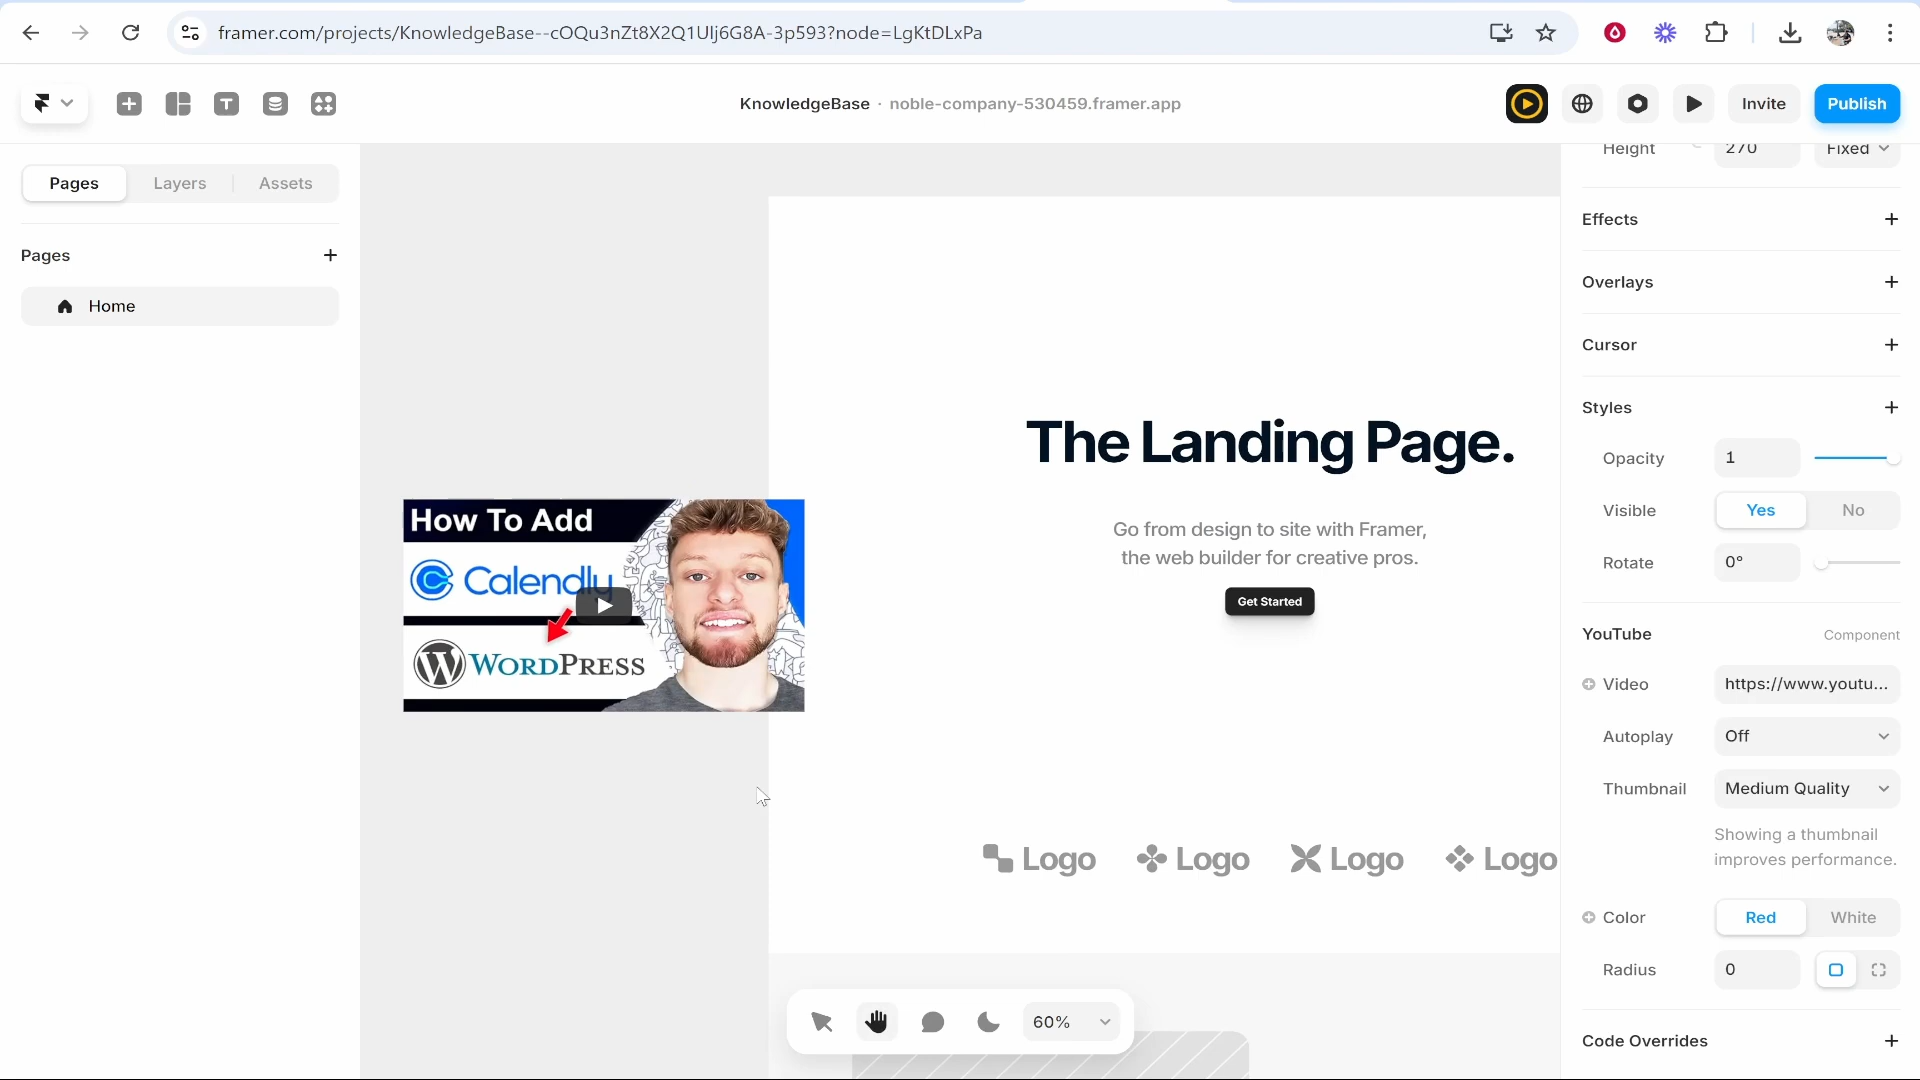 framer.com/projects/KnowledgeBase--cOQu3nZt8X2Q1UIj6G8A-3p593?node=LgKtDLxPa
KnowledgeBase · noble-company-530459.framer.app
Invite
Publish
Pages
Layers
Assets
Pages
Home
The Landing Page.
Go from design to site with Framer,
the web builder for creative pros.
Get Started
How To Add
Calendly
WORDPRESS
Logo
Logo
Logo
Logo
60%
Height
270
Fixed
Effects
Overlays
Cursor
Styles
Opacity
1
Visible
Yes
No
Rotate
0°
YouTube
Component
Video
https://www.youtu...
Autoplay
Off
Thumbnail
Medium Quality
Showing a thumbnail
improves performance.
Color
Red
White
Radius
0
Code Overrides